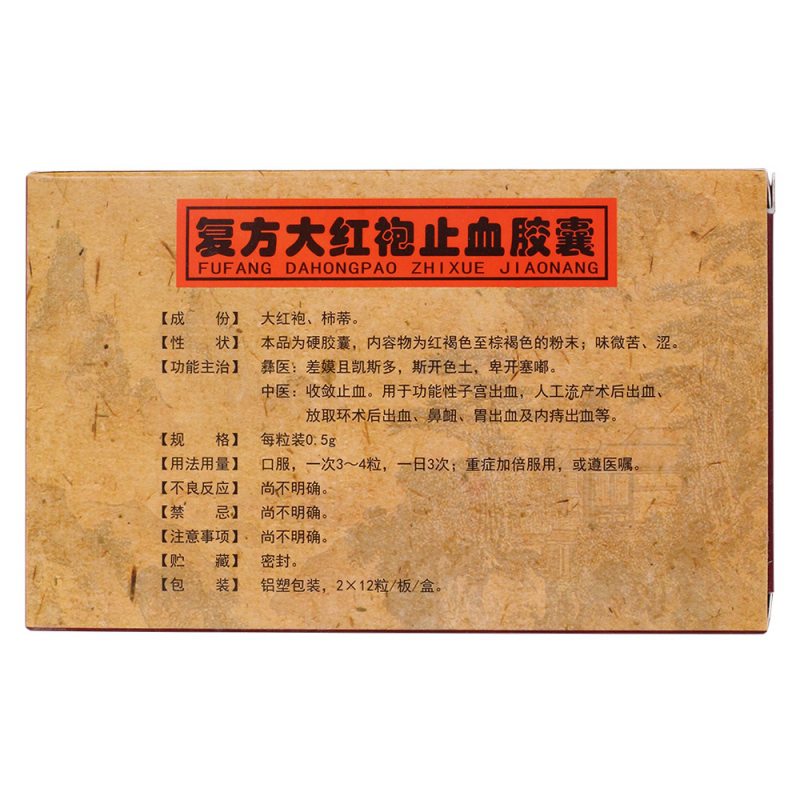 复方大红袍止血胶囊
FUFANG DAHONGPAO ZHIXUE JIAONANG
【成 份】 大红袍、柿蒂。
【性 状】 本品为硬胶囊，内容物为红褐色至棕褐色的粉末；味微苦、涩。
【功能主治】 彝医：差嫫且凯斯多，斯开色土，卑开塞嘟。
中医：收敛止血。用于功能性子宫出血，人工流产术后出血、
放取环术后出血、鼻衄、胃出血及内痔出血等。
【规 格】 每粒装0.5g
【用法用量】 口服，一次3～4粒，一日3次；重症加倍服用，或遵医嘱。
【不良反应】 尚不明确。
【禁 忌】 尚不明确。
【注意事项】 尚不明确。
【贮 藏】 密封。
【包 装】 铝塑包装，2×12粒/板/盒。